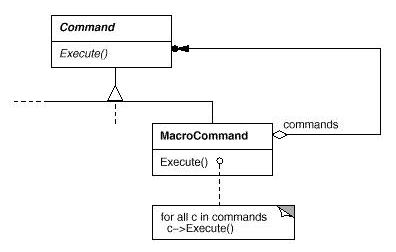 Command
Execute()
commands
MacroCommand
Execute()
for all c in commands
c->Execute()